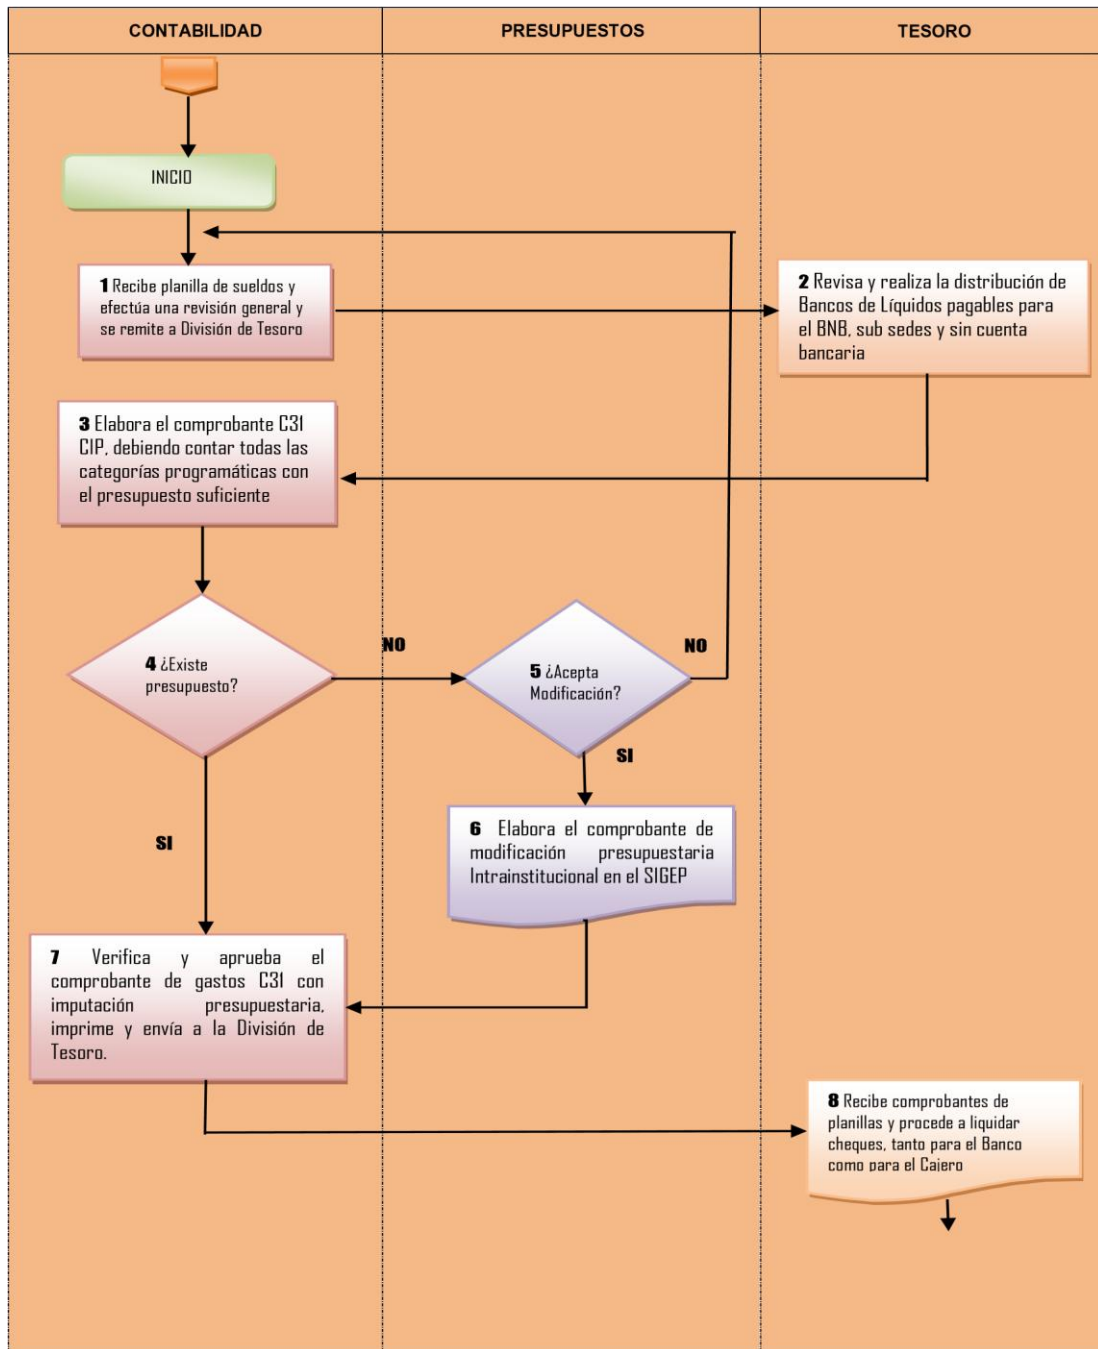 CONTABILIDAD
PRESUPUESTOS
TESORO
INICIO
1 Recibe planilla de sueldos y
efectúa una revisión general y
se remite a División de Tesoro
2 Revisa y realiza la distribución de
Bancos de Líquidos pagables para
el BNB, sub sedes y sin cuenta
bancaria
3 Elabora el comprobante C31
CIP, debiendo contar todas las
categorías programáticas con
el presupuesto suficiente
4 ¿Existe
presupuesto?
NO
5 ¿Acepta
Modificación?
NO
SI
SI
6 Elabora el comprobante de
modificación presupuestaria
Intrainstitucional en el SIGEP
7 Verifica y aprueba el
comprobante de gastos C31 con
imputación presupuestaria,
imprime y envía a la División de
Tesoro.
8 Recibe comprobantes de
planillas y procede a liquidar
cheques, tanto para el Banco
como para el Cajero